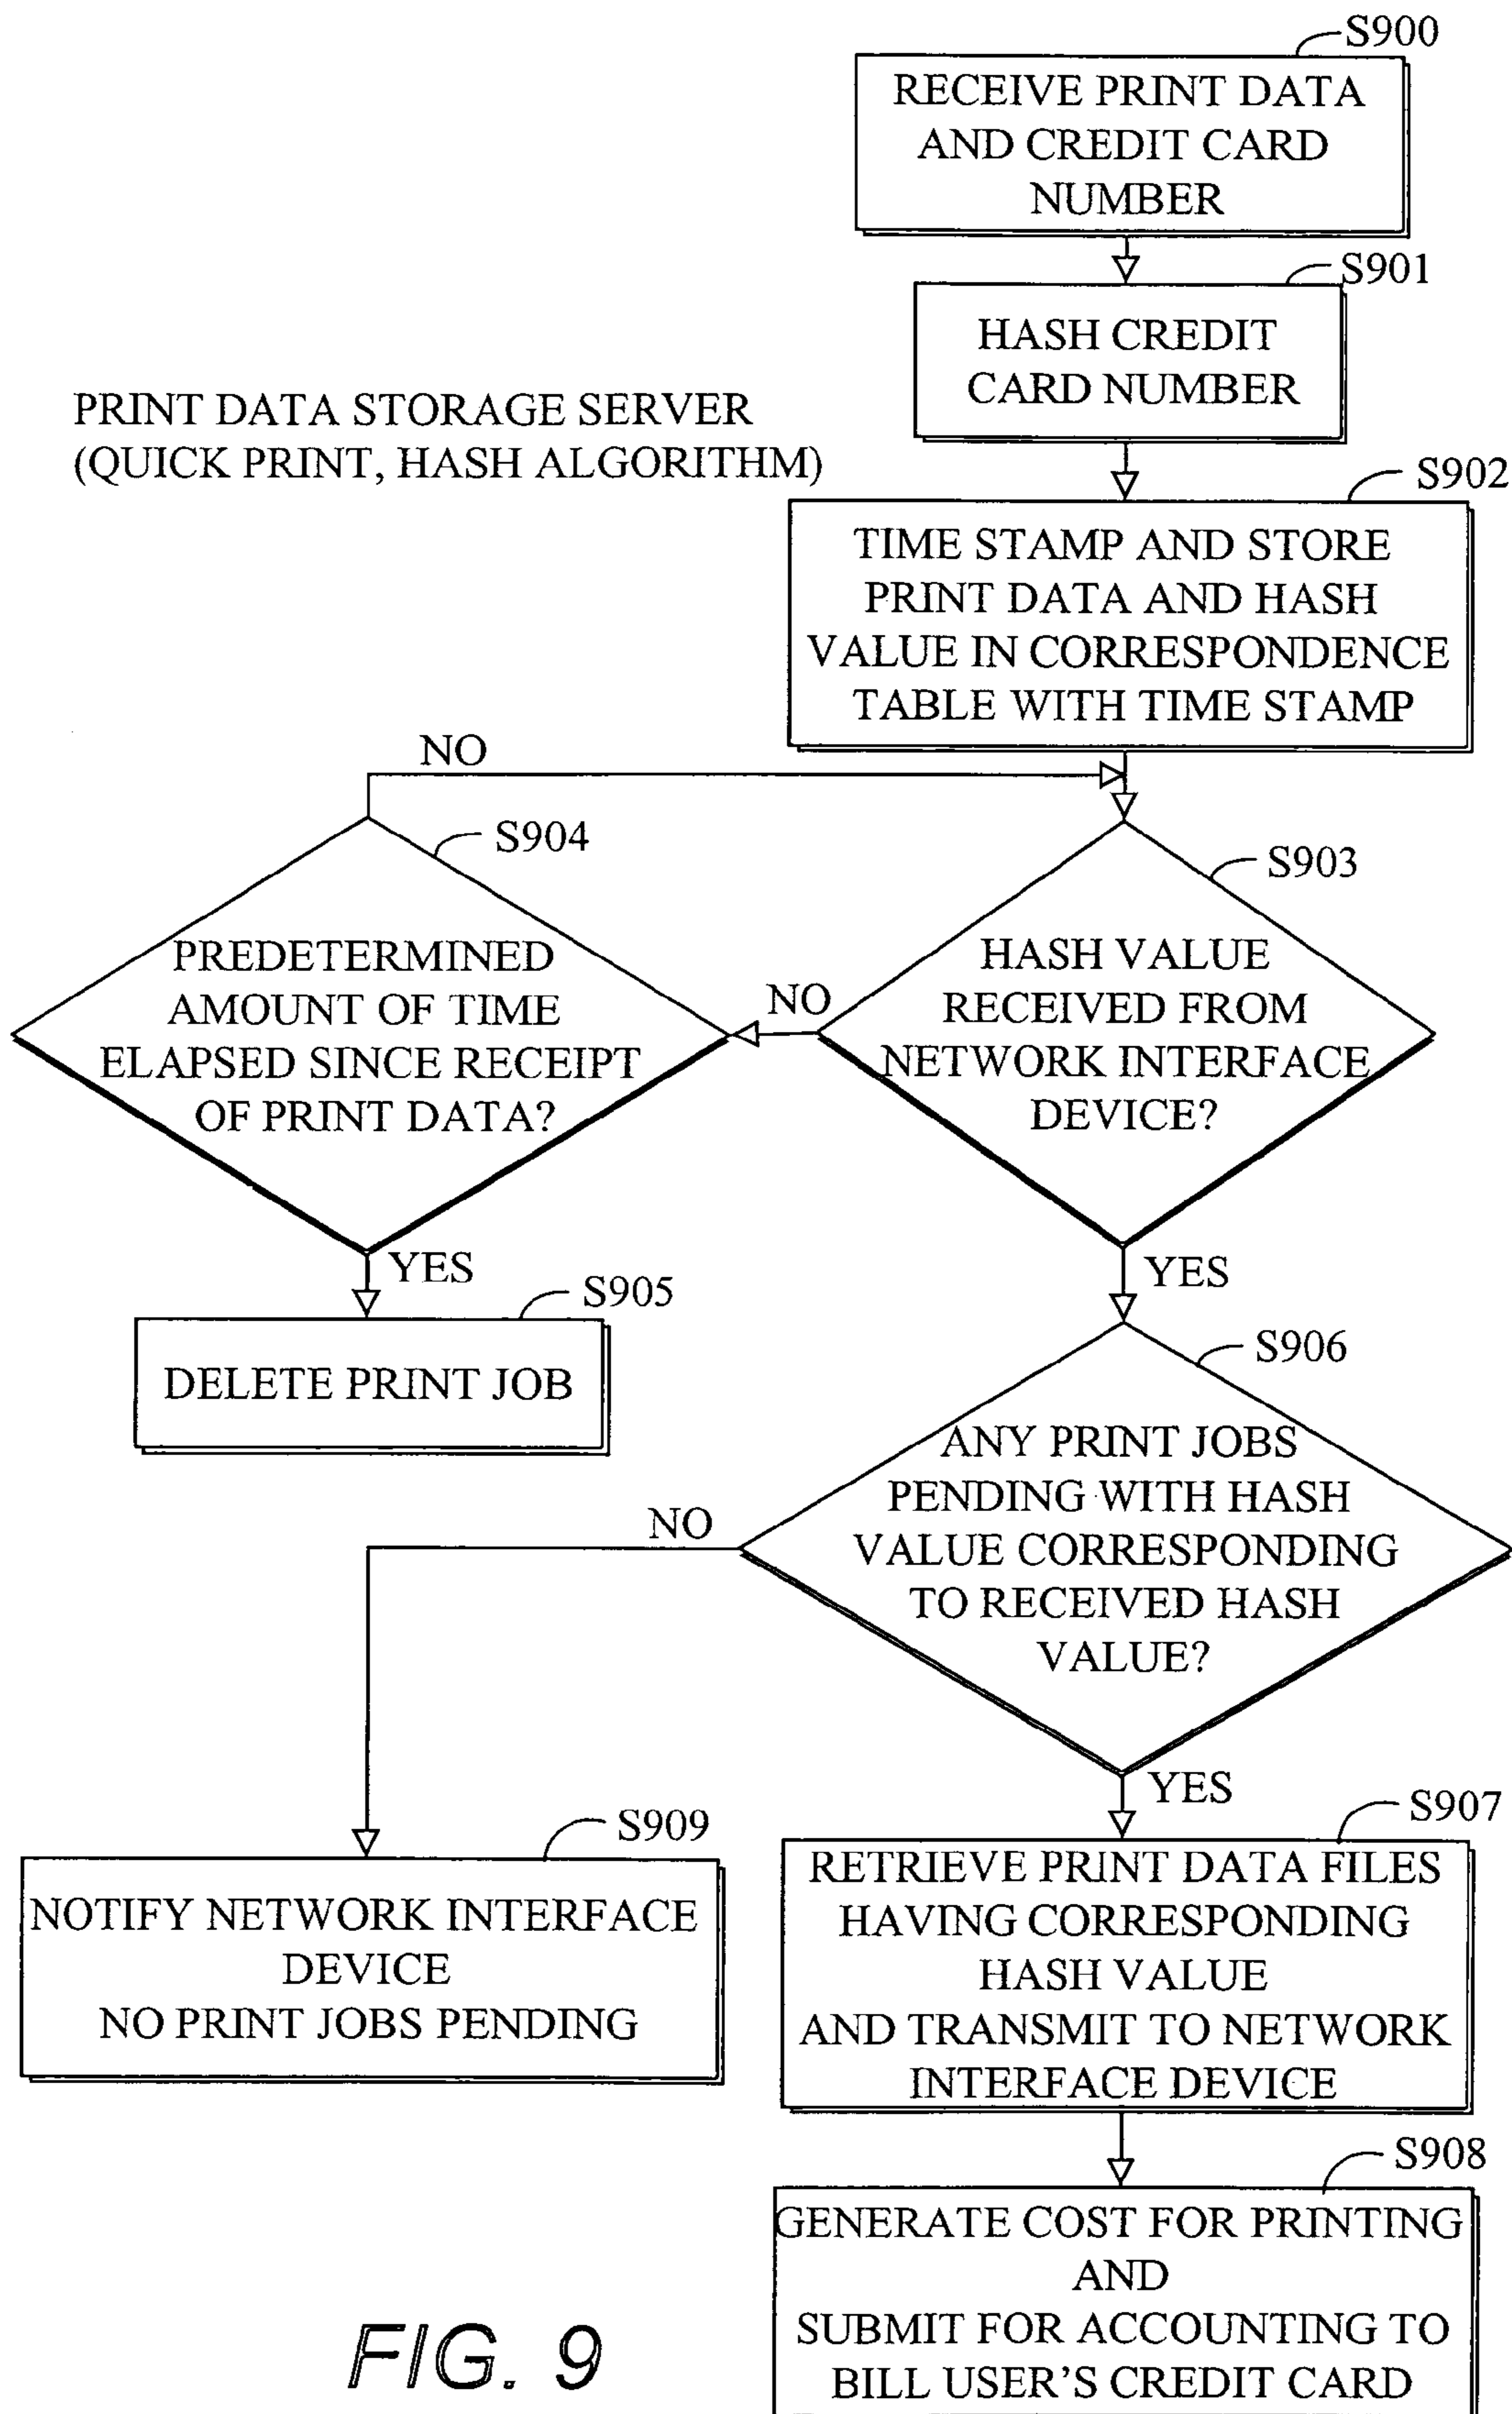 S900
RECEIVE PRINT DATA
AND CREDIT CARD
NUMBER
S901
HASH CREDIT
CARD NUMBER
PRINT DATA STORAGE SERVER
(QUICK PRINT, HASH ALGORITHM)
S902
TIME STAMP AND STORE
PRINT DATA AND HASH
VALUE IN CORRESPONDENCE
TABLE WITH TIME STAMP
NO
S904
PREDETERMINED
AMOUNT OF TIME
ELAPSED SINCE RECEIPT
OF PRINT DATA?
NO
S903
HASH VALUE
RECEIVED FROM
NETWORK INTERFACE
DEVICE?
YES
S905
DELETE PRINT JOB
YES
S906
ANY PRINT JOBS
PENDING WITH HASH
VALUE CORRESPONDING
TO RECEIVED HASH
VALUE?
NO
YES
S909
NOTIFY NETWORK INTERFACE
DEVICE
NO PRINT JOBS PENDING
S907
RETRIEVE PRINT DATA FILES
HAVING CORRESPONDING
HASH VALUE
AND TRANSMIT TO NETWORK
INTERFACE DEVICE
S908
GENERATE COST FOR PRINTING
AND
SUBMIT FOR ACCOUNTING TO
BILL USER'S CREDIT CARD
FIG. 9